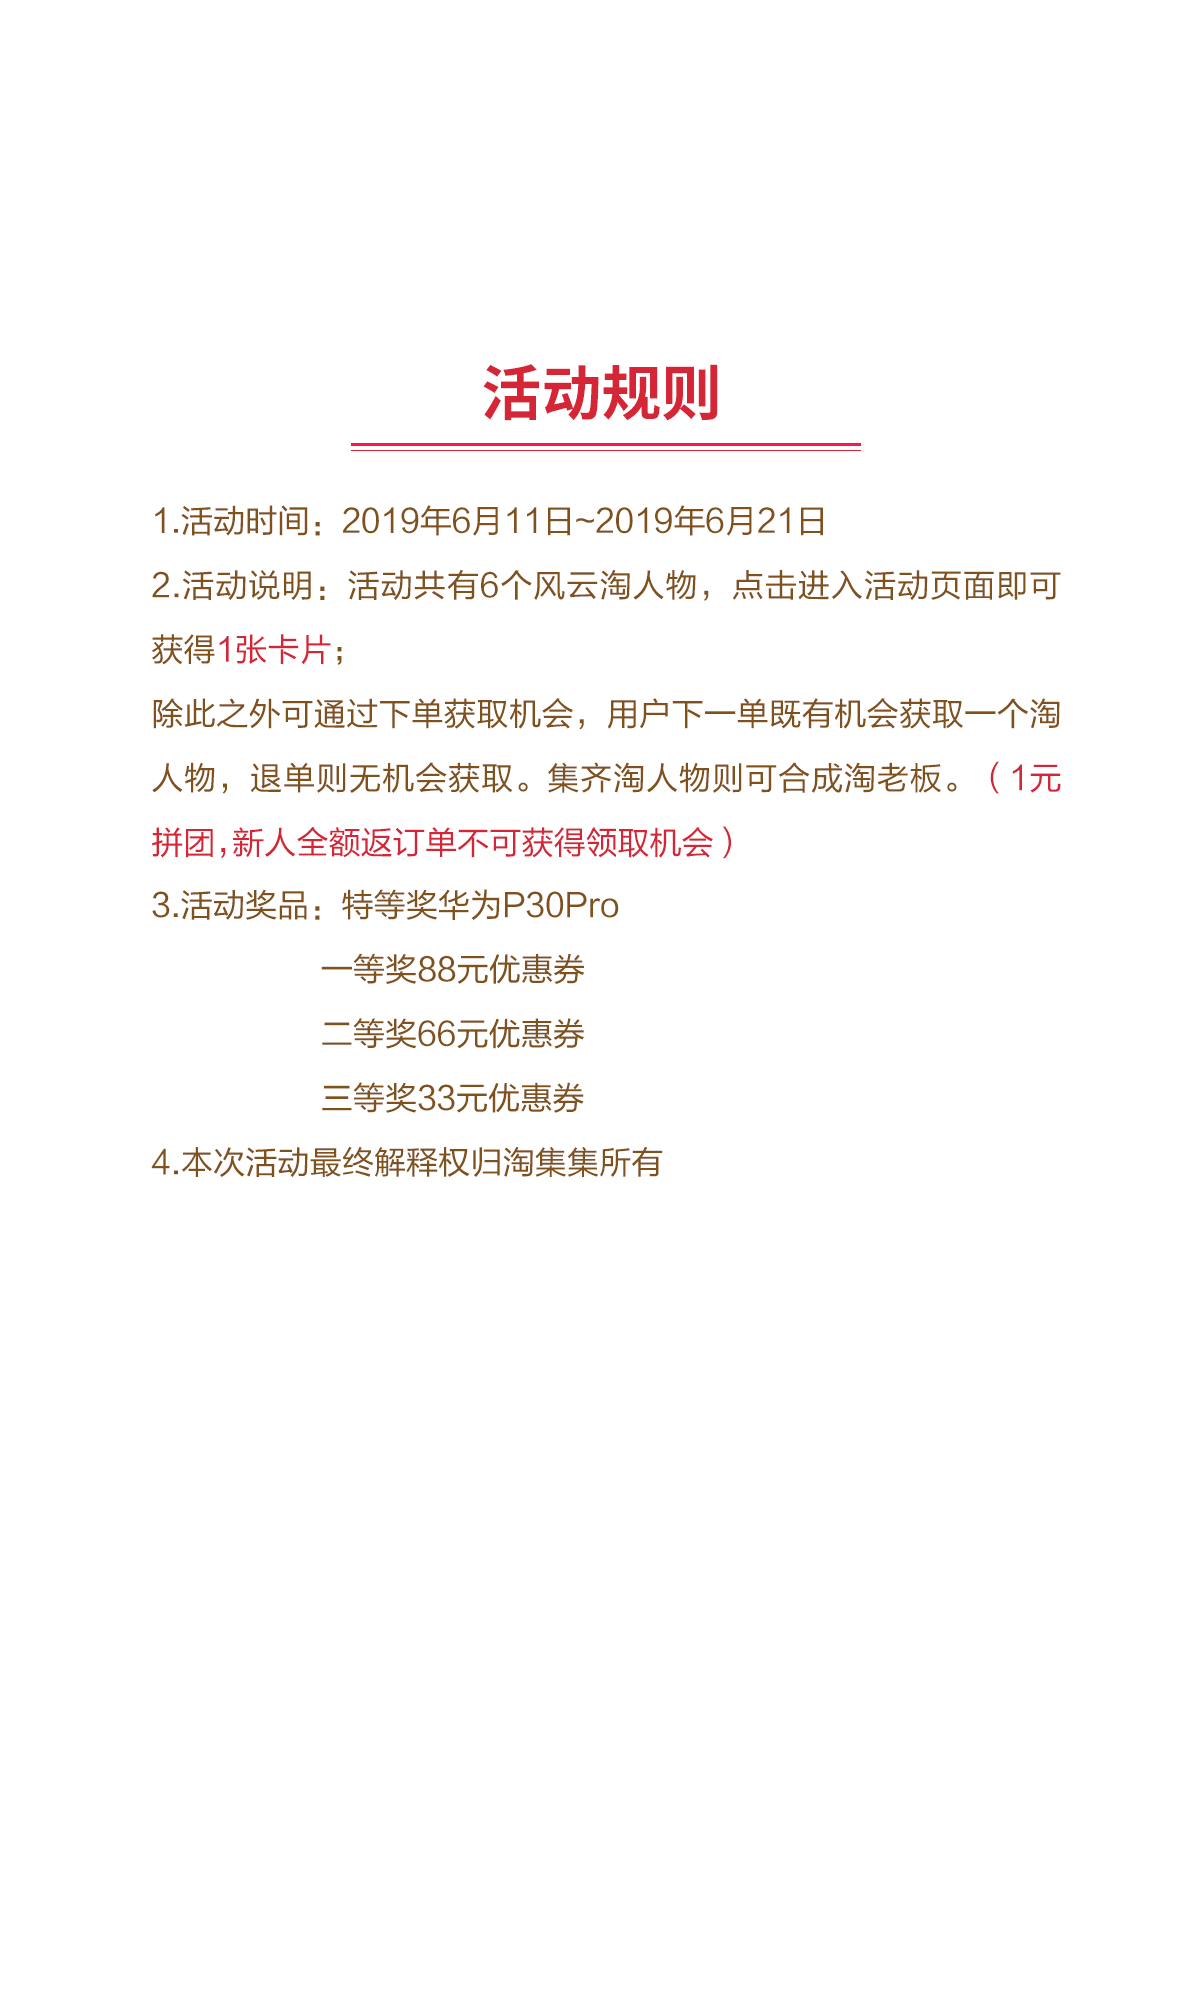 活动规则
1.活动时间：2019年6月11日~2019年6月21日
2.活动说明：活动共有6个风云淘人物，点击进入活动页面即可
获得1张卡片；
除此之外可通过下单获取机会，用户下一单既有机会获取一个淘
人物，退单则无机会获取。集齐淘人物则可合成淘老板。（1元
拼团，新人全额返订单不可获得领取机会）
3.活动奖品：特等奖华为P30Pro
一等奖88元优惠券
二等奖66元优惠券
三等奖33元优惠券
4.本次活动最终解释权归淘集集所有